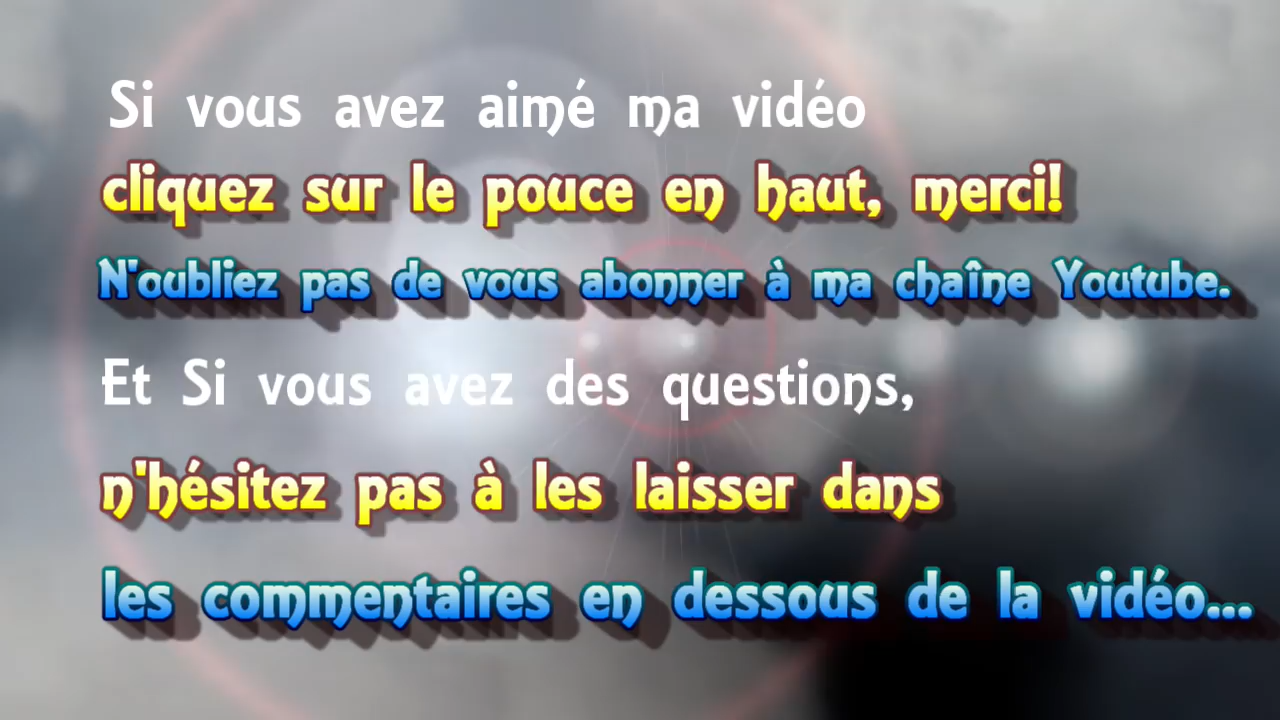 Si vous avez aimé ma vidéo
cliquez sur le pouce en haut, merci!
N'oubliez pas de vous abonner à ma chaîne Youtube.
Et Si vous avez des questions,
n'hésitez pas à les laisser dans
les commentaires en dessous de la vidéo...